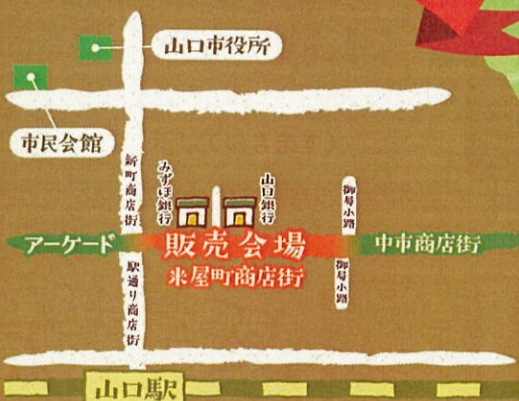 山口市役所
市民会館
新町商店街
みずほ銀行
山口銀行
御局小路
アーケード
販売会場
中市商店街
米屋町商店街
駅通り商店街
御局小路
山口駅